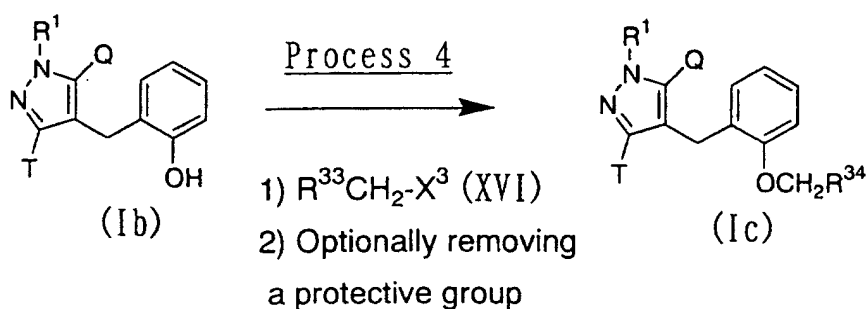 R¹
N
Q
N
T
OH
(Ib)
Process 4
1) R³³CH₂-X³ (XVI)
2) Optionally removing
a protective group
R¹
N
Q
N
T
OCH₂R³⁴
(Ic)